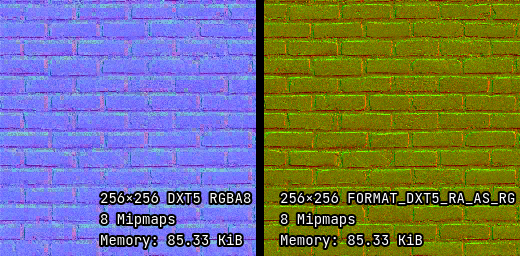 256×256 DXT5 RGBA8
8 Mipmaps
Memory: 85.33 KiB
256×256 FORMAT_DXT5_RA_AS_RG
8 Mipmaps
Memory: 85.33 KiB